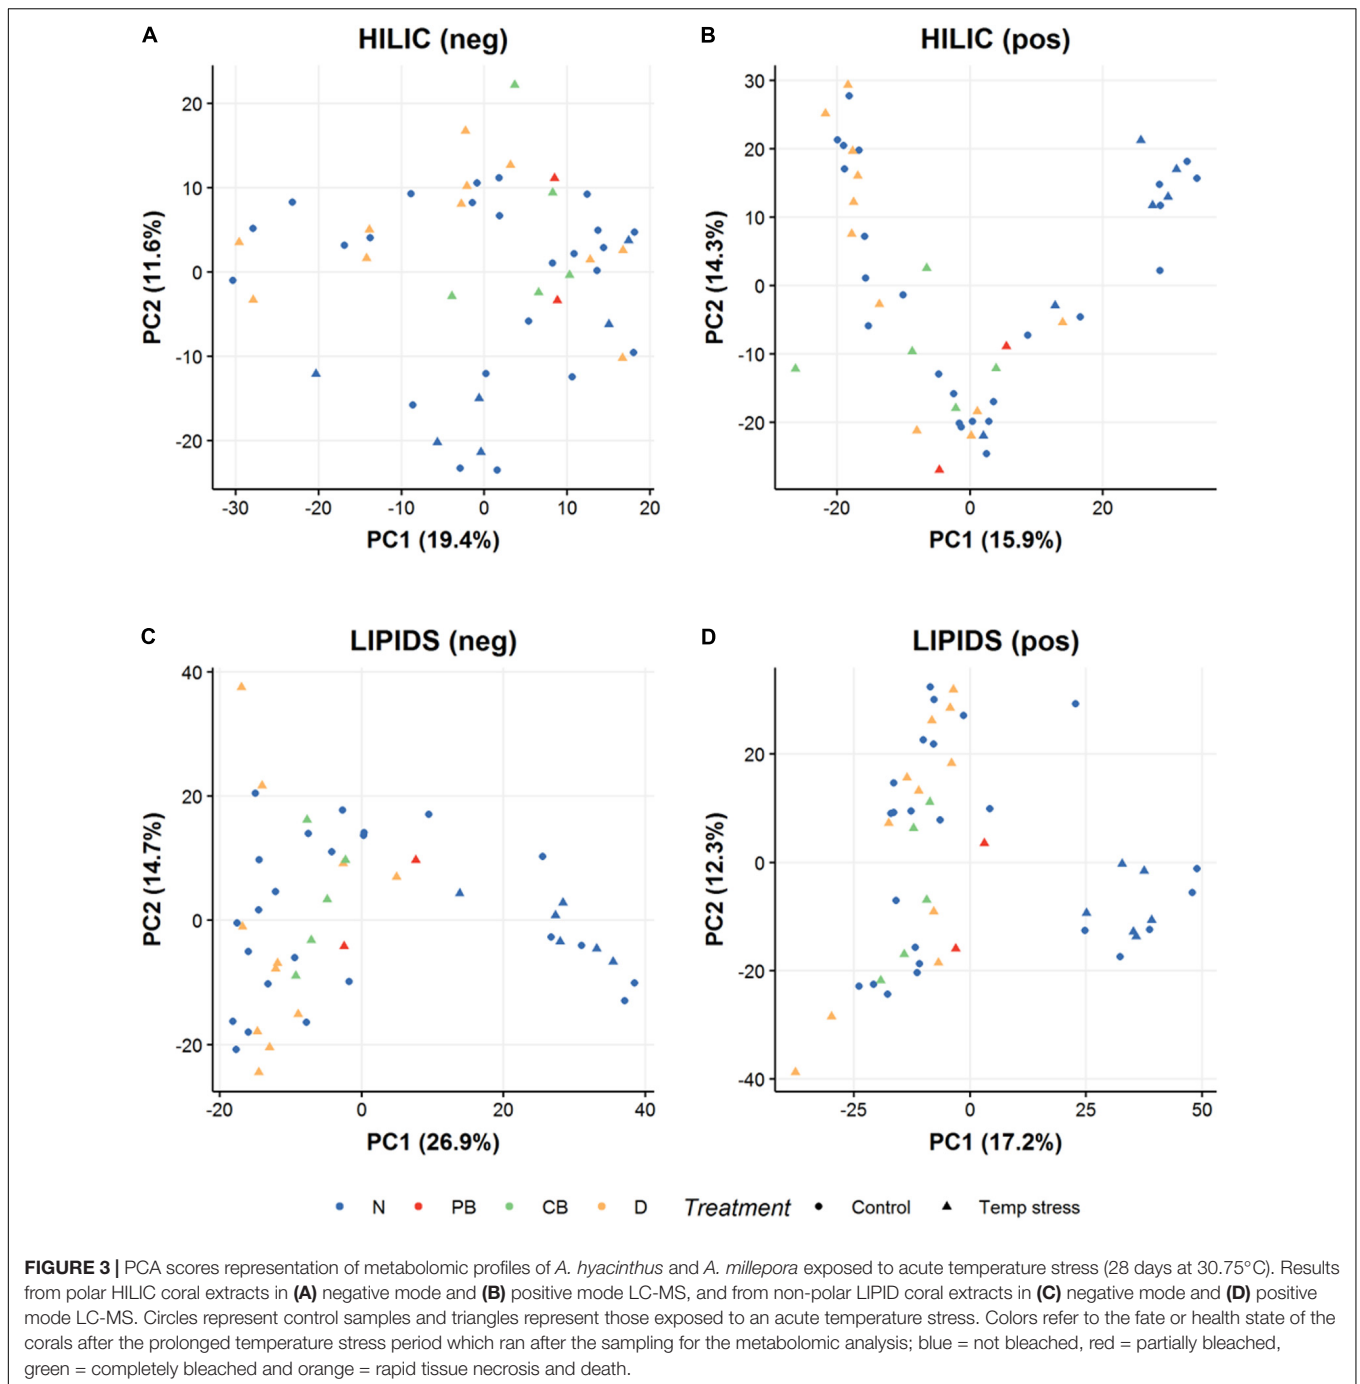 A
HILIC (neg)
20
10
0
-10
-20
PC2 (11.6%)
-30
-20
-10
0
10
20
PC1 (19.4%)
B
HILIC (pos)
30
20
10
0
-10
-20
PC2 (14.3%)
-20
0
20
PC1 (15.9%)
C
LIPIDS (neg)
40
20
0
-20
PC2 (14.7%)
-20
0
20
40
PC1 (26.9%)
D
LIPIDS (pos)
20
0
-20
-40
PC2 (12.3%)
-25
0
25
50
PC1 (17.2%)
N PB CB D Treatment Control Temp stress
FIGURE 3 | PCA scores representation of metabolomic profiles of A. hyacinthus and A. millepora exposed to acute temperature stress (28 days at 30.75°C). Results
from polar HILIC coral extracts in (A) negative mode and (B) positive mode LC-MS, and from non-polar LIPID coral extracts in (C) negative mode and (D) positive
mode LC-MS. Circles represent control samples and triangles represent those exposed to an acute temperature stress. Colors refer to the fate or health state of the
corals after the prolonged temperature stress period which ran after the sampling for the metabolomic analysis; blue = not bleached, red = partially bleached,
green = completely bleached and orange = rapid tissue necrosis and death.